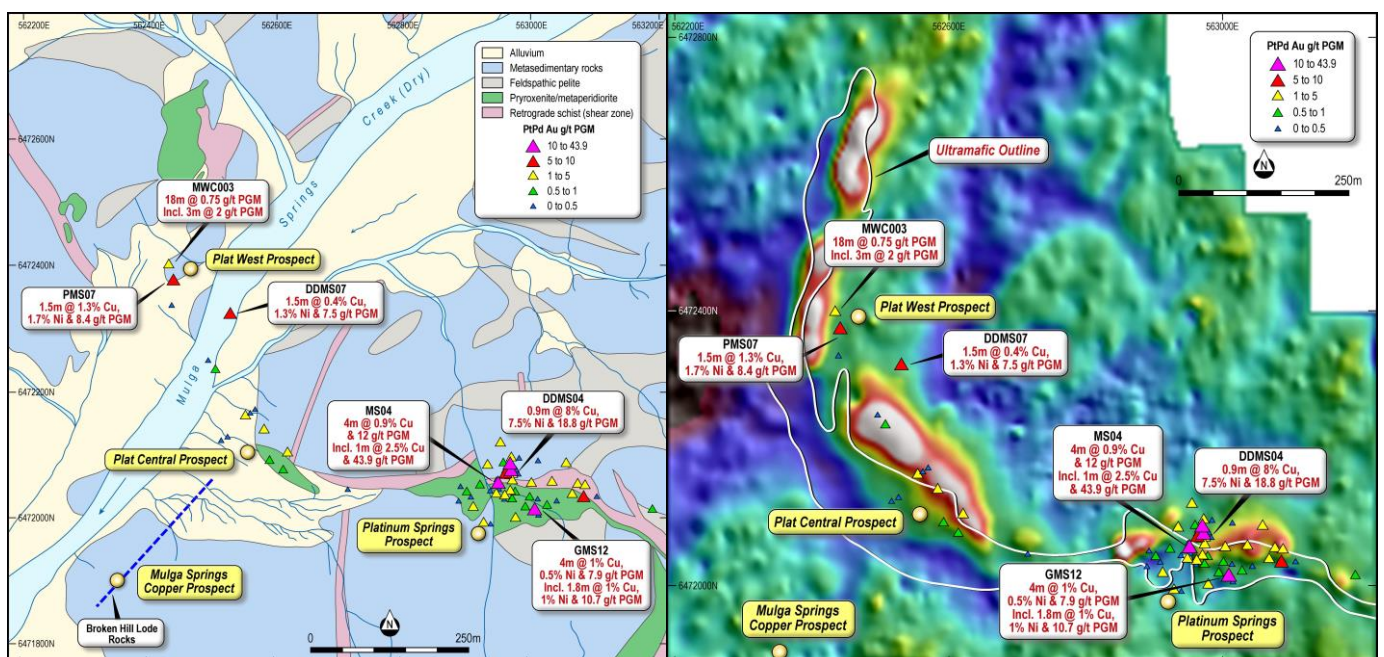 562200E
562400E
562600E
562800E
563000E
563200E
6472600N
6472400N
6472200N
6472000N
6471800N
Alluvium
Metasedimentary rocks
Feldspathic pelite
Pryroxenite/metaperidiorite
Retrograde schist (shear zone)
PtPd Au g/t PGM
10 to 43.9
5 to 10
1 to 5
0.5 to 1
0 to 0.5
Creek (Dry)
Springs
Mulga
MWC003
18m @ 0.75 g/t PGM
Incl. 3m @ 2 g/t PGM
Plat West Prospect
PMS07
1.5m @ 1.3% Cu,
1.7% Ni & 8.4 g/t PGM
DDMS07
1.5m @ 0.4% Cu,
1.3% Ni & 7.5 g/t PGM
MS04
4m @ 0.9% Cu
& 12 g/t PGM
Incl. 1m @ 2.5% Cu
& 43.9 g/t PGM
DDMS04
0.9m @ 8% Cu,
7.5% Ni & 18.8 g/t PGM
Plat Central Prospect
Platinum Springs
Prospect
GMS12
4m @ 1% Cu,
0.5% Ni & 7.9 g/t PGM
Incl. 1.8m @ 1% Cu,
1% Ni & 10.7 g/t PGM
Mulga Springs
Copper Prospect
Broken Hill Lode
Rocks
N
0
250m
562200E
562600E
563000E
6472800N
6472400N
6472000N
PtPd Au g/t PGM
10 to 43.9
5 to 10
1 to 5
0.5 to 1
0 to 0.5
N
0
250m
Ultramafic Outline
MWC003
18m @ 0.75 g/t PGM
Incl. 3m @ 2 g/t PGM
Plat West Prospect
PMS07
1.5m @ 1.3% Cu,
1.7% Ni & 8.4 g/t PGM
DDMS07
1.5m @ 0.4% Cu,
1.3% Ni & 7.5 g/t PGM
MS04
4m @ 0.9% Cu
& 12 g/t PGM
Incl. 1m @ 2.5% Cu
& 43.9 g/t PGM
DDMS04
0.9m @ 8% Cu,
7.5% Ni & 18.8 g/t PGM
Plat Central Prospect
GMS12
4m @ 1% Cu,
0.5% Ni & 7.9 g/t PGM
Incl. 1.8m @ 1% Cu,
1% Ni & 10.7 g/t PGM
Mulga Springs
Copper Prospect
Platinum Springs
Prospect